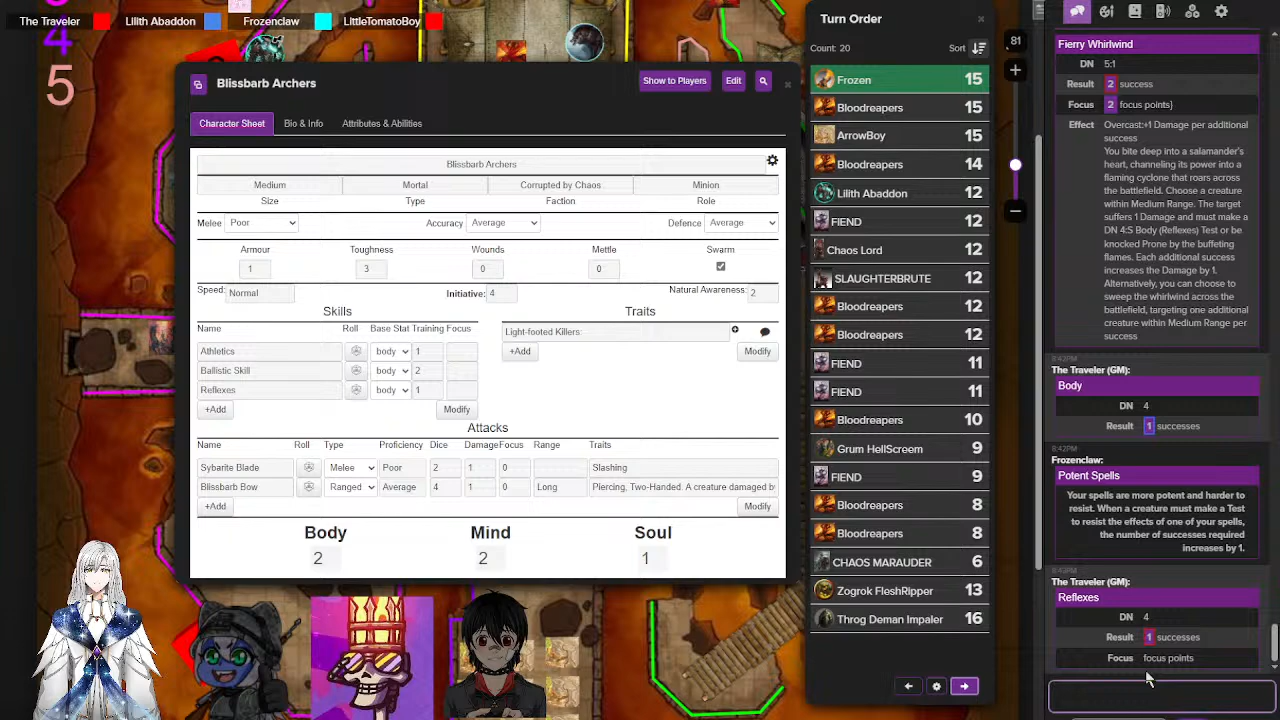 The Traveler
Lilith Abaddon
Frozenclaw
LIttleTomatoBoy
4
5
Blissbarb Archers
Show to Players
Edit
Character Sheet
Bio & Info
Attributes & Abilities
Blissbarb Archers
Medium
Mortal
Corrupted by Chaos
Minion
Size
Type
Faction
Role
Melee
Poor
Accuracy
Average
Defence
Average
Armour
Toughness
Wounds
Mettle
Swarm
1
3
0
0
Speed:
Normal
Initiative:
4
Natural Awareness:
2
Skills
Name
Roll
Base Stat
Training
Focus
Athletics
body
1
Ballistic Skill
body
2
Reflexes
body
1
+Add
Modify
Traits
Light-footed Killers:
+Add
Modify
Attacks
Name
Roll
Type
Proficiency
Dice
Damage
Focus
Range
Traits
Sybarite Blade
Melee
Poor
2
1
0
Slashing
Blissbarb Bow
Ranged
Average
4
1
0
Long
Piercing, Two-Handed. A creature damaged b
+Add
Modify
Body
Mind
Soul
2
2
1
Turn Order
Count: 20
Sort
Frozen 15
Bloodreapers 15
ArrowBoy 15
Bloodreapers 14
Lilith Abaddon 12
FIEND 12
Chaos Lord 12
SLAUGHTERBRUTE 12
Bloodreapers 12
Bloodreapers 12
FIEND 11
FIEND 11
Bloodreapers 10
Grum HellScreem 9
FIEND 9
Bloodreapers 8
Bloodreapers 8
CHAOS MARAUDER 6
Zogrok FleshRipper 13
Throg Deman Impaler 16
81
Fierry Whirlwind
DN 5:1
Result 2 success
Focus 2 focus points}
Effect Overcast:+1 Damage per additional
success
You bite deep into a salamander's
heart, channeling its power into a
flaming cyclone that roars across
the battlefield. Choose a creature
within Medium Range. The target
suffers 1 Damage and must make a
DN 4:S Body (Reflexes) Test or be
knocked Prone by the buffeting
flames. Each additional success
increases the Damage by 1.
Alternatively, you can choose to
sweep the whirlwind across the
battlefield, targeting one additional
creature within Medium Range per
success
8:42PM
The Traveler (GM):
Body
DN 4
Result 1 successes
8:42PM
Frozenclaw:
Potent Spells
Your spells are more potent and harder to
resist. When a creature must make a Test
to resist the effects of one of your spells,
the number of successes required
increases by 1.
8:43PM
The Traveler (GM):
Reflexes
DN 4
Result 1 successes
Focus focus points